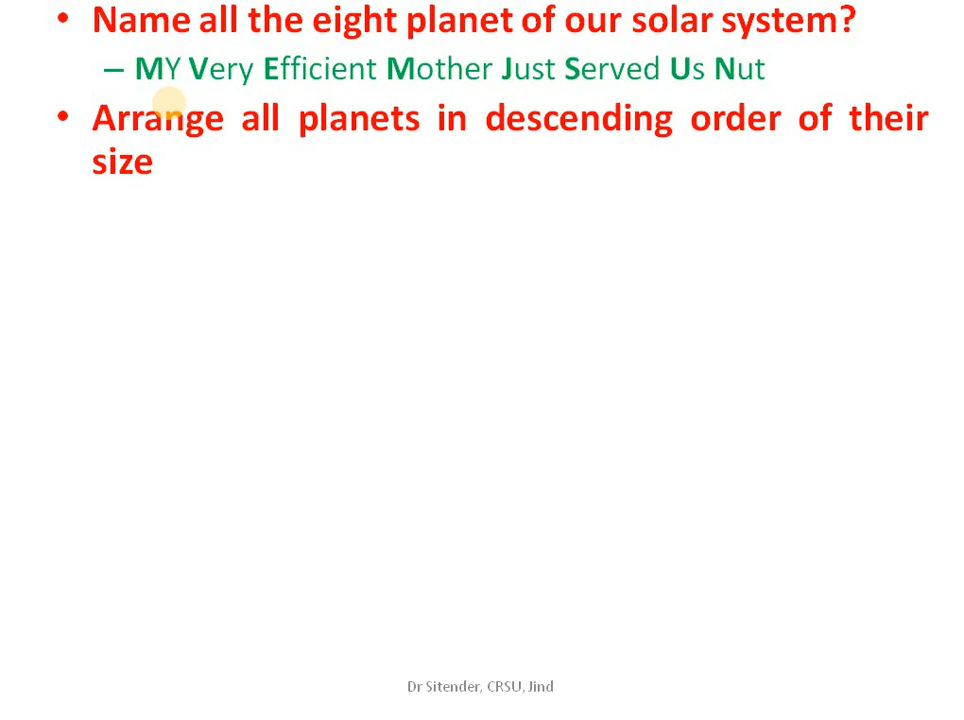 • Name all the eight planet of our solar system?
– MY Very Efficient Mother Just Served Us Nut
• Arrange all planets in descending order of their
size
Dr Sitender, CRSU, Jind